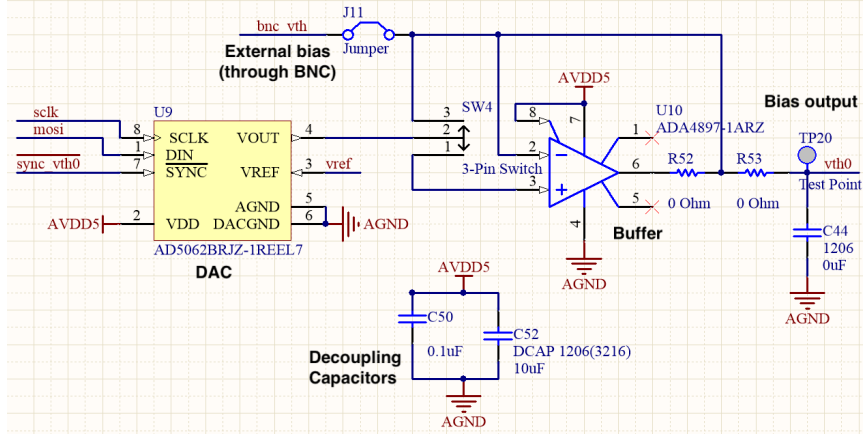 J11
bnc_vth
Jumper
External bias
(through BNC)
AVDD5
sclk
mosi
sync_vth0
U9
8 SCLK
1 DIN
7 SYNC
VOUT 4
VREF 3 vref
AGND 5
DACGND 6
AGND
AVDD5 2 VDD
AD5062BRJZ-1REEL7
DAC
SW4
3
2
1
3-Pin Switch
8
7
2
3
4
1
6
5
U10
ADA4897-1ARZ
Buffer
AGND
R52
0 Ohm
R53
0 Ohm
Bias output
TP20
vth0
Test Point
C44
1206
0uF
AGND
AVDD5
C50
0.1uF
C52
DCAP 1206(3216)
10uF
Decoupling
Capacitors
AGND